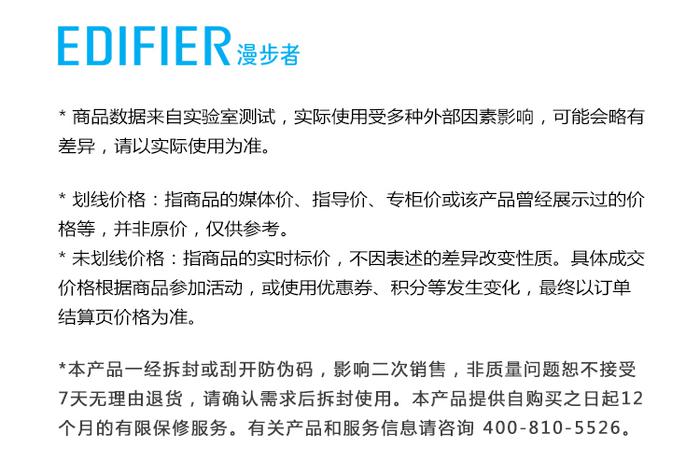 EDIFIER 漫步者
* 商品数据来自实验室测试，实际使用受多种外部因素影响，可能会略有
差异，请以实际使用为准。
* 划线价格：指商品的媒体价、指导价、专柜价或该产品曾经展示过的价
格等，并非原价，仅供参考。
* 未划线价格：指商品的实时标价，不因表述的差异改变性质。具体成交
价格根据商品参加活动，或使用优惠券、积分等发生变化，最终以订单
结算页价格为准。
*本产品一经拆封或刮开防伪码，影响二次销售，非质量问题恕不接受
7天无理由退货，请确认需求后拆封使用。本产品提供自购买之日起12
个月的有限保修服务。有关产品和服务信息请咨询 400-810-5526。